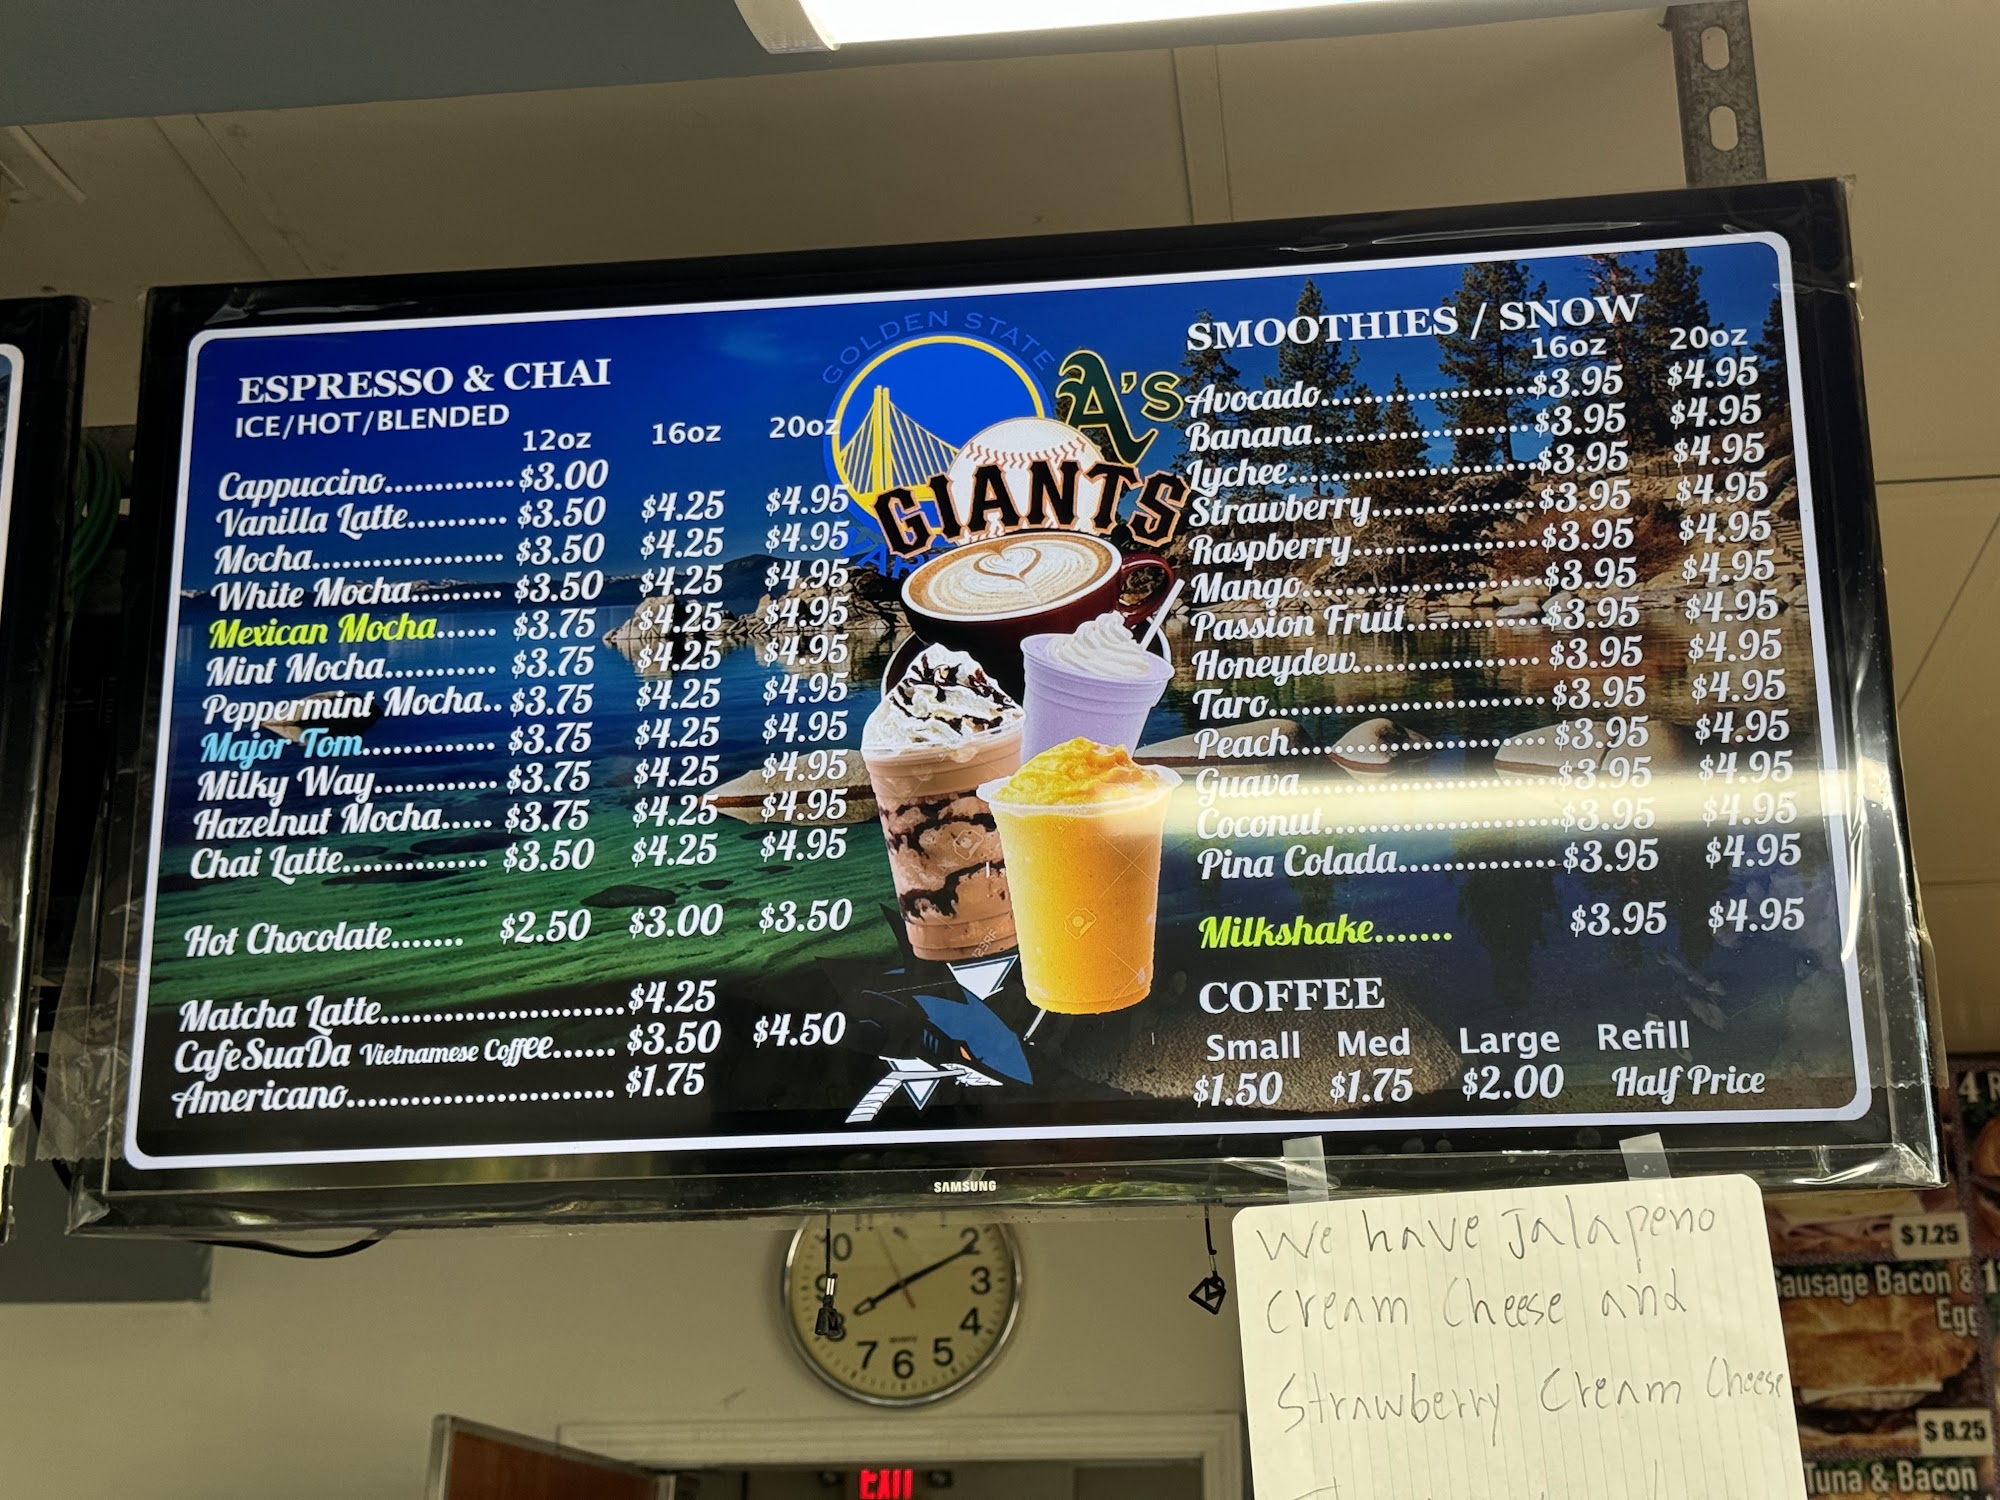 ESPRESSO & CHAI
ICE/HOT/BLENDED
12oz 16oz 20oz
Cappuccino............. $3.00
Vanilla Latte.......... $3.50 $4.25 $4.95
Mocha................... $3.50 $4.25 $4.95
White Mocha......... $3.50 $4.25 $4.95
Mexican Mocha...... $3.75 $4.25 $4.95
Mint Mocha........... $3.75 $4.25 $4.95
Peppermint Mocha.. $3.75 $4.25 $4.95
Major Tom............. $3.75 $4.25 $4.95
Milky Way............ $3.75 $4.25 $4.95
Hazelnut Mocha..... $3.75 $4.25 $4.95
Chai Latte............. $3.50 $4.25 $4.95
Hot Chocolate....... $2.50 $3.00 $3.50
Matcha Latte........................ $4.25
CafeSuaDa Vietnamese Coffee...... $3.50 $4.50
Americano.......................... $1.75
GOLDEN STATE
A's
GIANTS
SMOOTHIES / SNOW
16oz 20oz
Avocado..................... $3.95 $4.95
Banana...................... $3.95 $4.95
Lychee........................ $3.95 $4.95
Strawberry................ $3.95 $4.95
Raspberry.................. $3.95 $4.95
Mango....................... $3.95 $4.95
Passion Fruit............. $3.95 $4.95
Honeydew.................. $3.95 $4.95
Taro........................... $3.95 $4.95
Peach......................... $3.95 $4.95
Guava........................ $3.95 $4.95
Coconut...................... $3.95 $4.95
Pina Colada............... $3.95 $4.95
Milkshake....... $3.95 $4.95
COFFEE
Small Med Large Refill
$1.50 $1.75 $2.00 Half Price
SAMSUNG
10 2
9 3
8 4
7 6 5
EXIT
We have Jalapeno
Cream Cheese and
Strawberry Cream Cheese
$7.25
Sausage Bacon &
Egg
$8.25
Tuna & Bacon